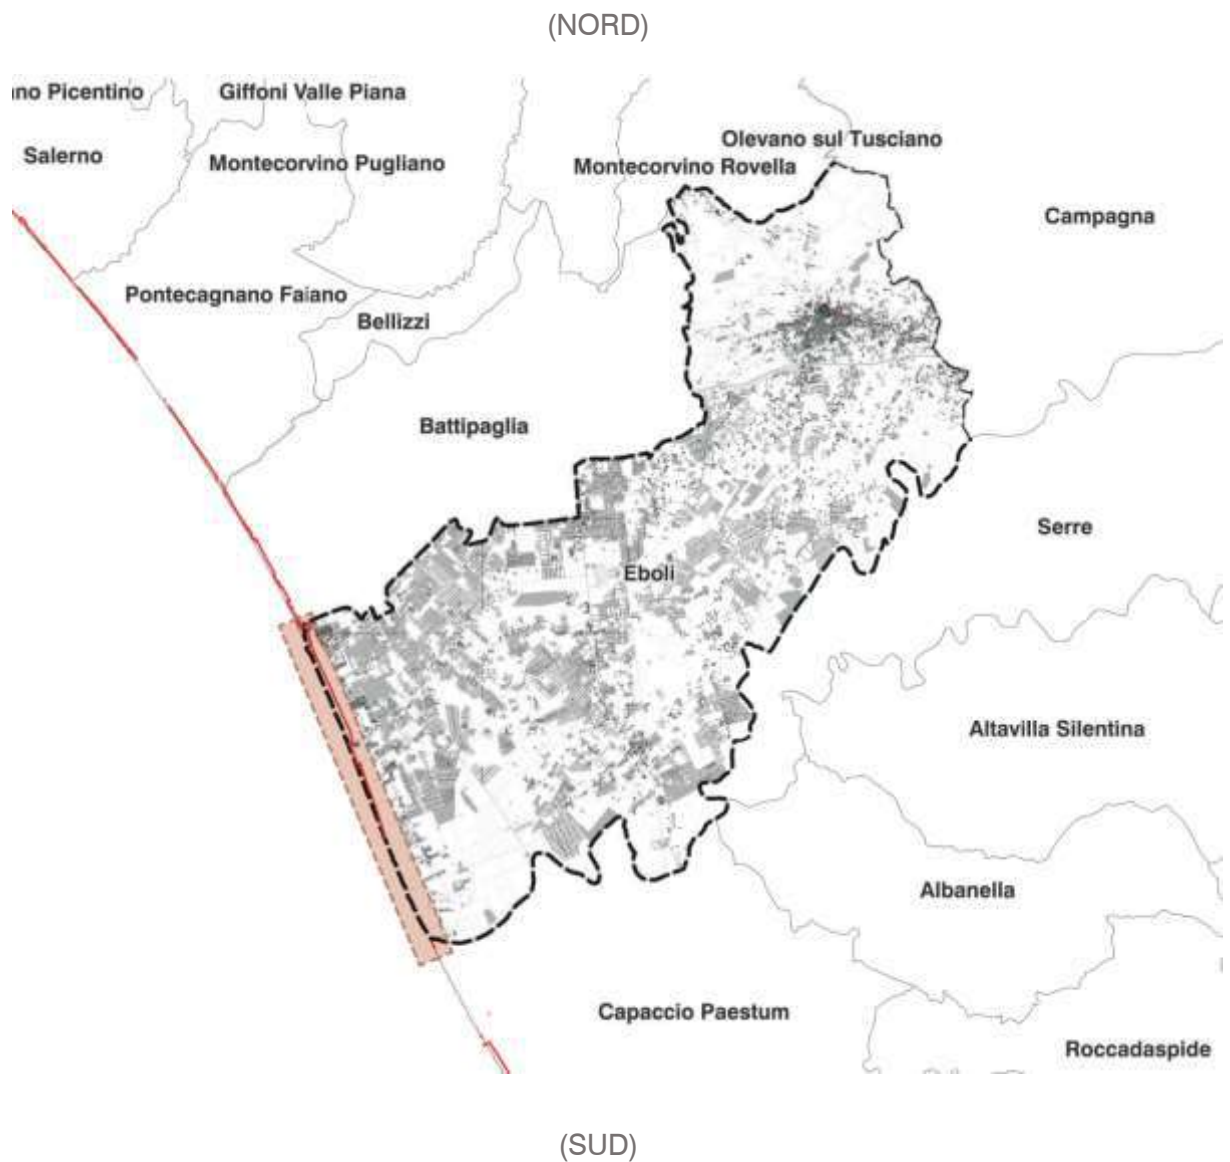 (NORD)
no Picentino
Giffoni Valle Piana
Olevano sul Tusciano
Salerno
Montecorvino Pugliano
Montecorvino Rovella
Campagna
Pontecagnano Faiano
Bellizzi
Battipaglia
Serre
Eboli
Altavilla Silentina
Albanella
Capaccio Paestum
Roccadaspide
(SUD)